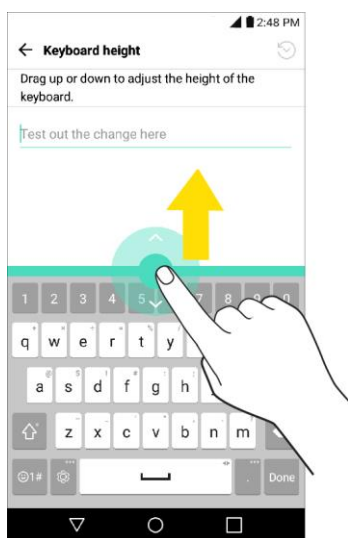 2:48 PM
Keyboard height
Drag up or down to adjust the height of the
keyboard.
Test out the change here
1 2 3 4 5 7 8 9 0
q w e r t y
a s d f g h
z x c v b n m
1# . Done